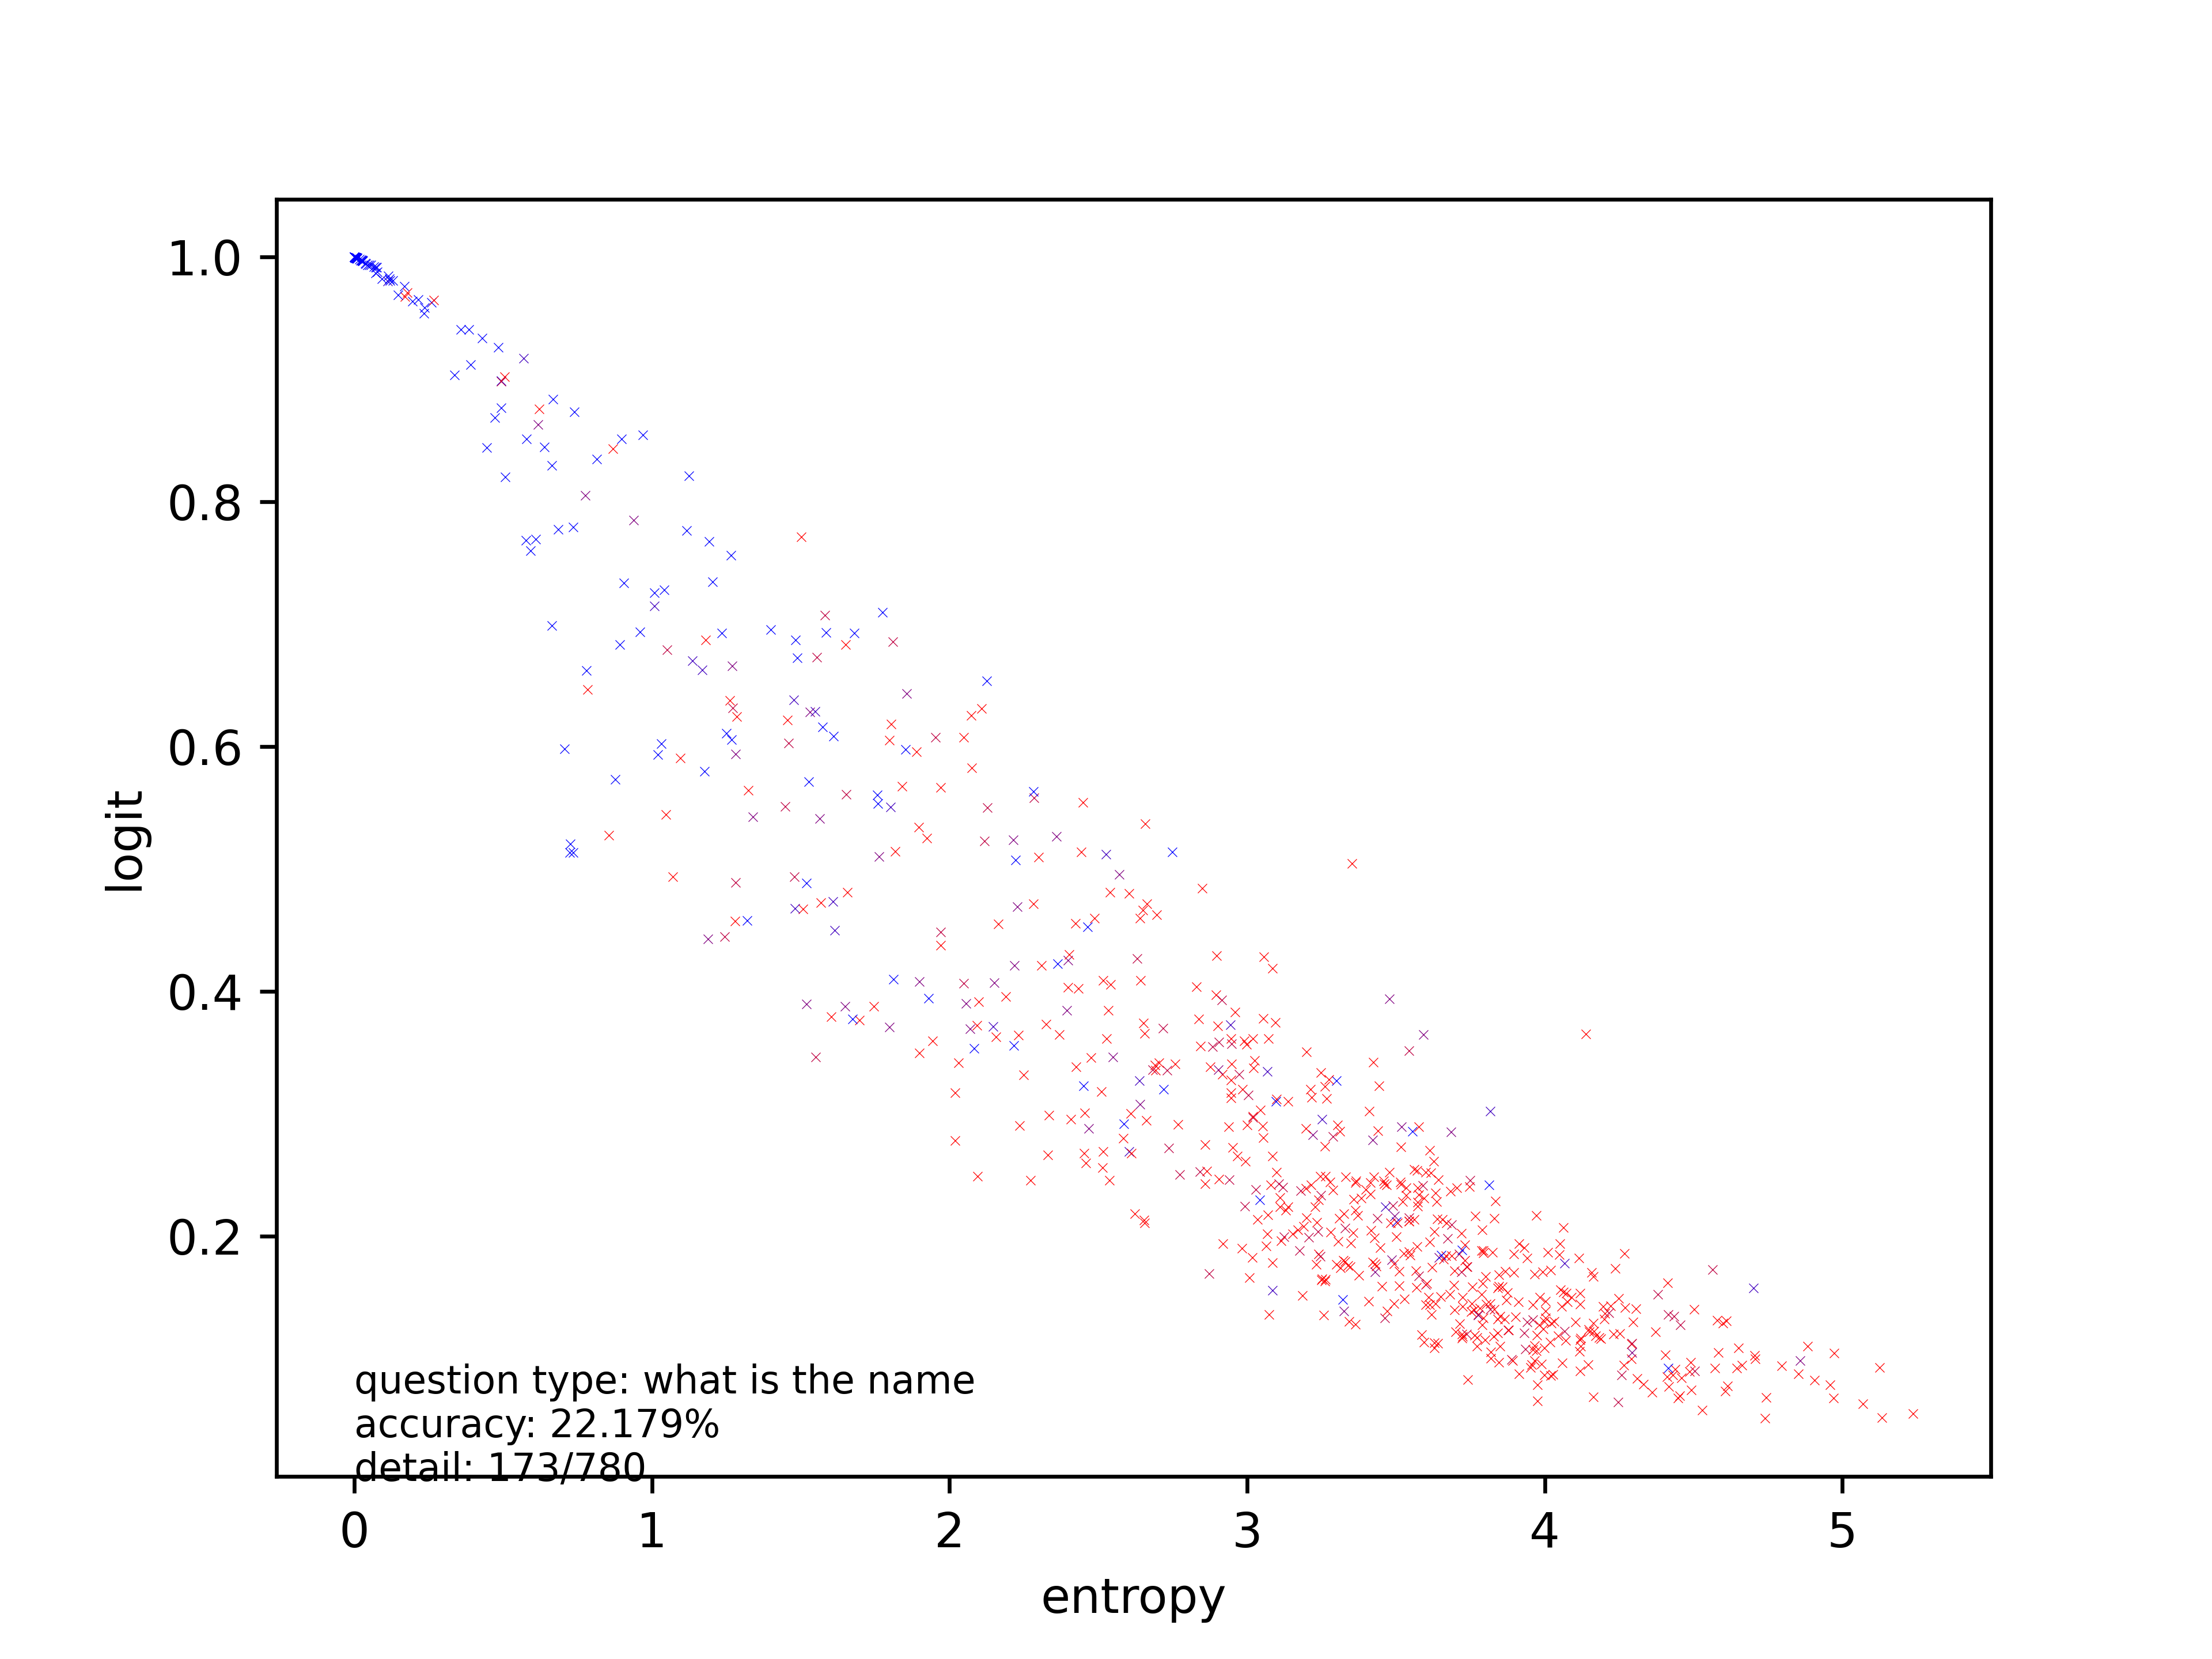 1.0
0.8
0.6
0.4
0.2
logit
question type: what is the name
accuracy: 22.179%
detail: 173/780
0 1 2 3 4 5
entropy